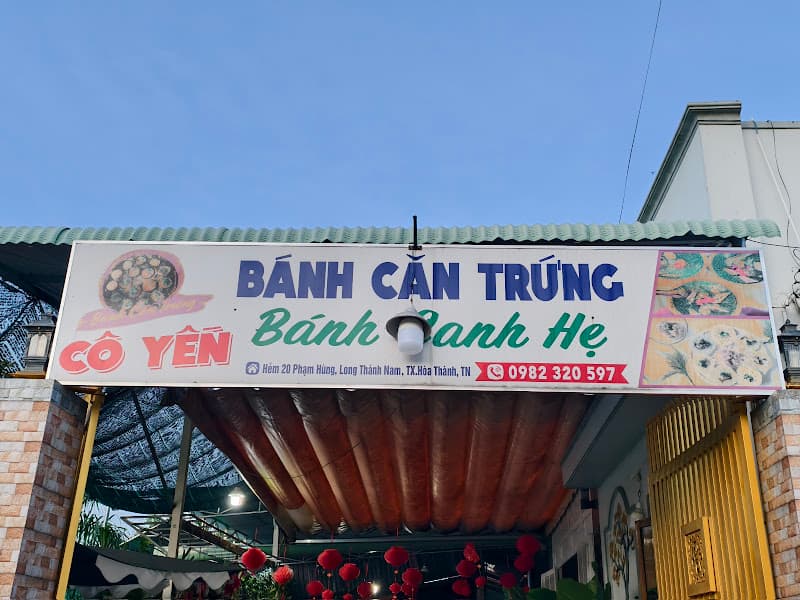 BÁNH CĂN TRỨNG
Bánh Canh Hẹ
CÔ YẾN
Hẻm 20 Phạm Hùng, Long Thành Nam, TX.Hòa Thành, TN
0982 320 597